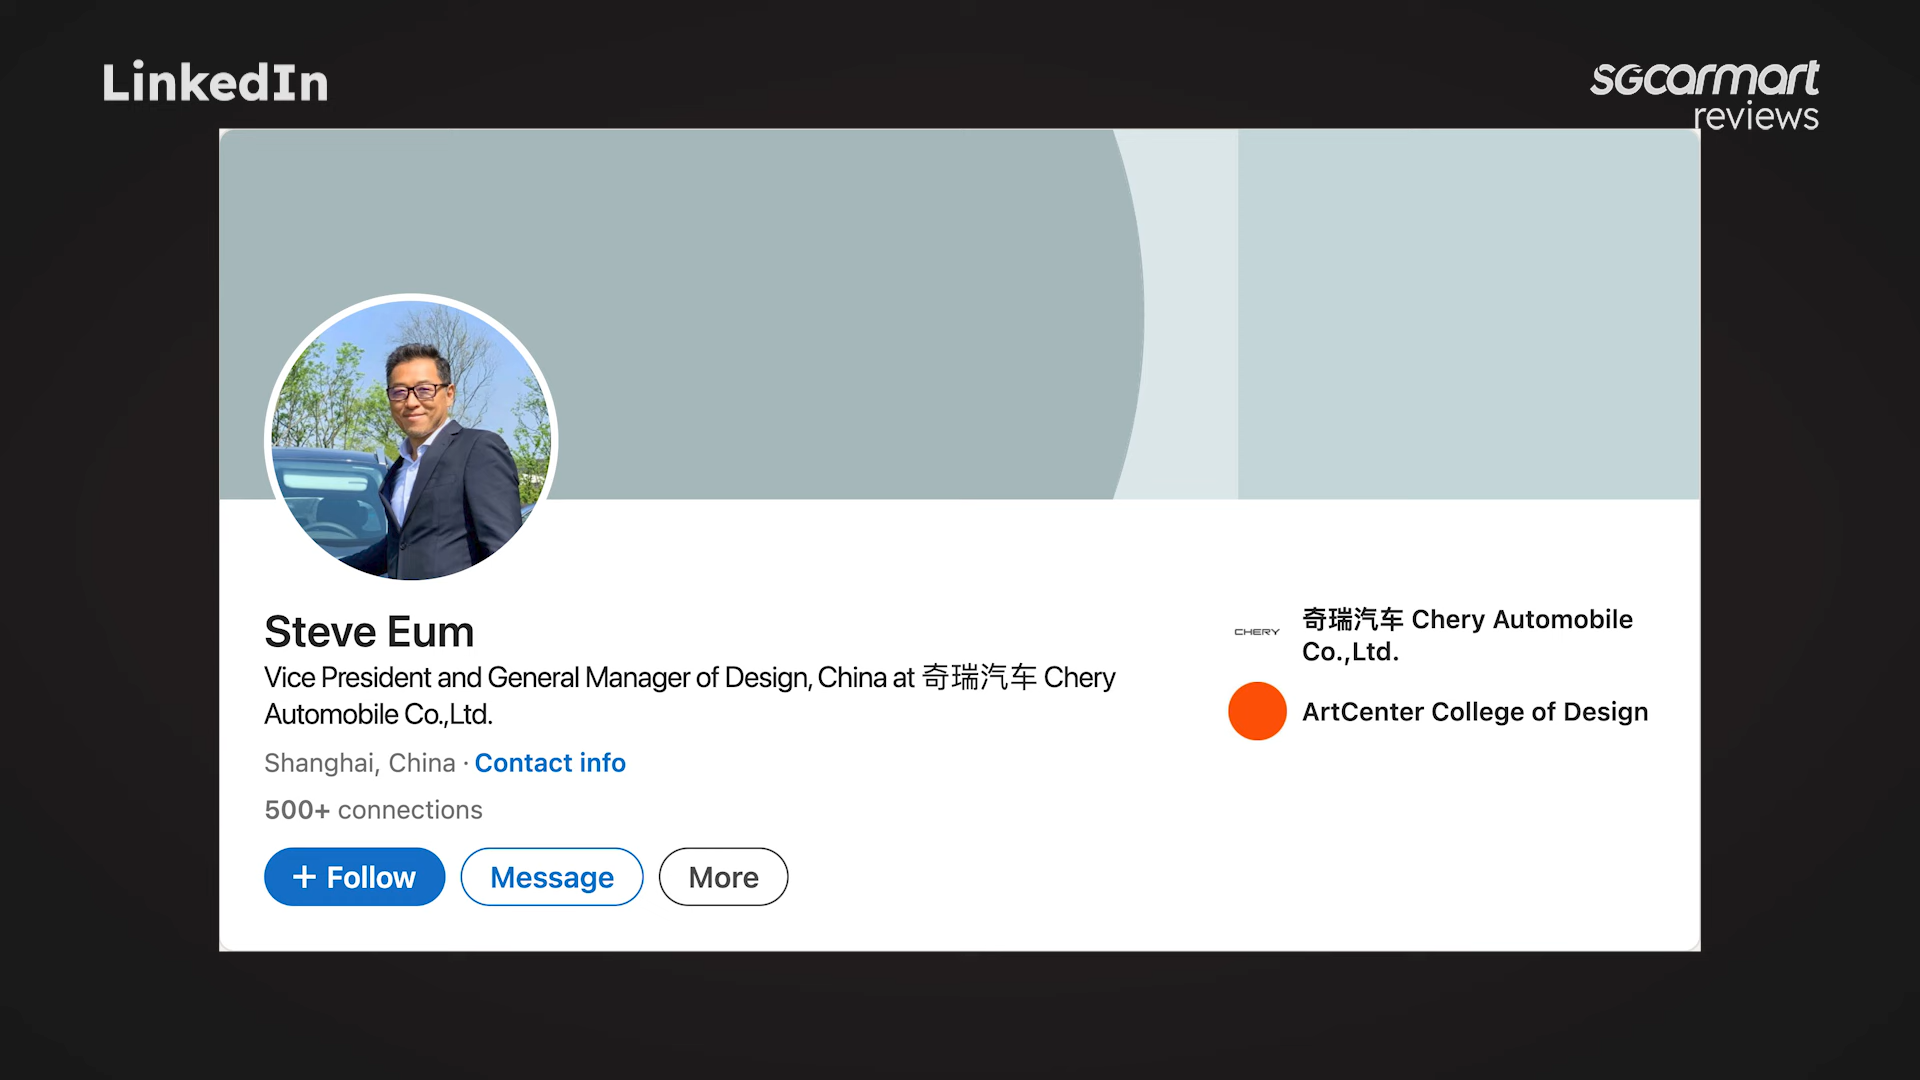 LinkedIn
sgcarmart
reviews
Steve Eum
Vice President and General Manager of Design, China at 奇瑞汽车 Chery
Automobile Co.,Ltd.
Shanghai, China · Contact info
500+ connections
+ Follow
Message
More
CHERY
奇瑞汽车 Chery Automobile
Co.,Ltd.
ArtCenter College of Design